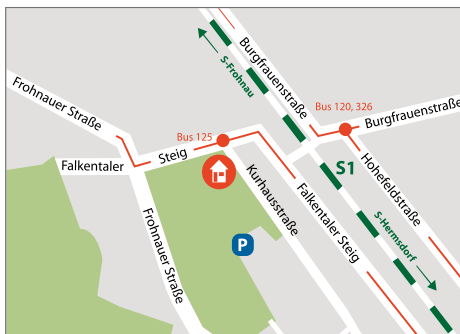 Burgfrauenstraße
S-Frohnau
Frohnauer Straße
Bus 120, 326
Burgfrauenstraße
Bus 125
Steig
Falkentaler
S1
Hohefeldstraße
Kurhausstraße
Falkentaler Steig
Frohnauer Straße
S-Hermsdorf
P